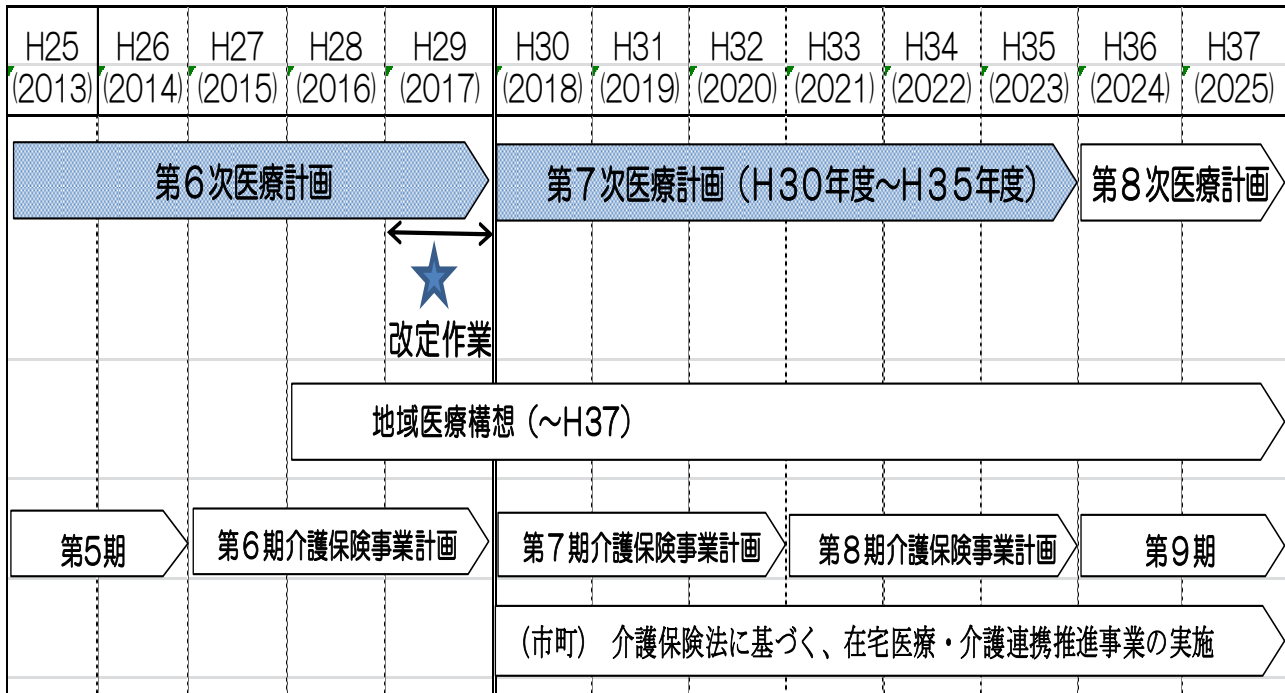 H25 H26 H27 H28 H29 H30 H31 H32 H33 H34 H35 H36 H37
(2013) (2014) (2015) (2016) (2017) (2018) (2019) (2020) (2021) (2022) (2023) (2024) (2025)
第6次医療計画 第7次医療計画(H30年度~H35年度) 第8次医療計画
改定作業
地域医療構想(~H37)
第5期 第6期介護保険事業計画 第7期介護保険事業計画 第8期介護保険事業計画 第9期
(市町) 介護保険法に基づく、在宅医療・介護連携推進事業の実施